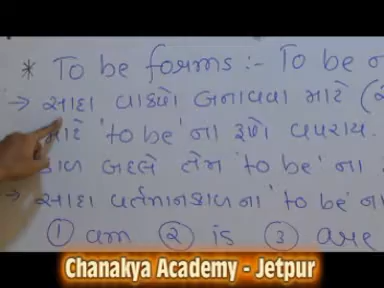 * To be forms :- To be ના
→ સાદા વાક્યો બનાવવા માટે (
માટે 'to be' ના રૂપો વપરાય.
કાળ બદલે તેમ 'to be' ના
→ સાદા વર્તમાનકાળ ના 'to be' ના
① am ② is ③ are
Chanakya Academy - Jetpur